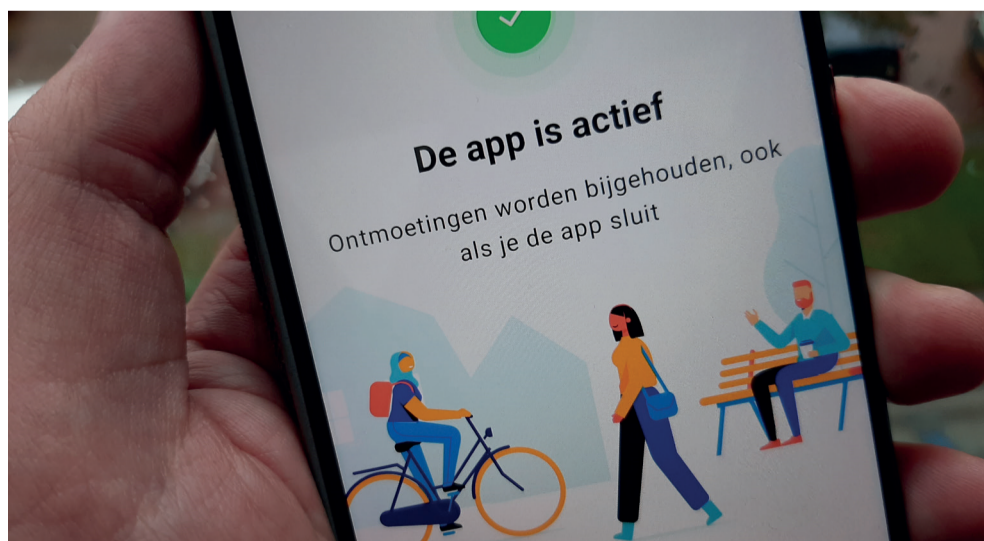 De app is actief
Ontmoetingen worden bijgehouden, ook
als je de app sluit